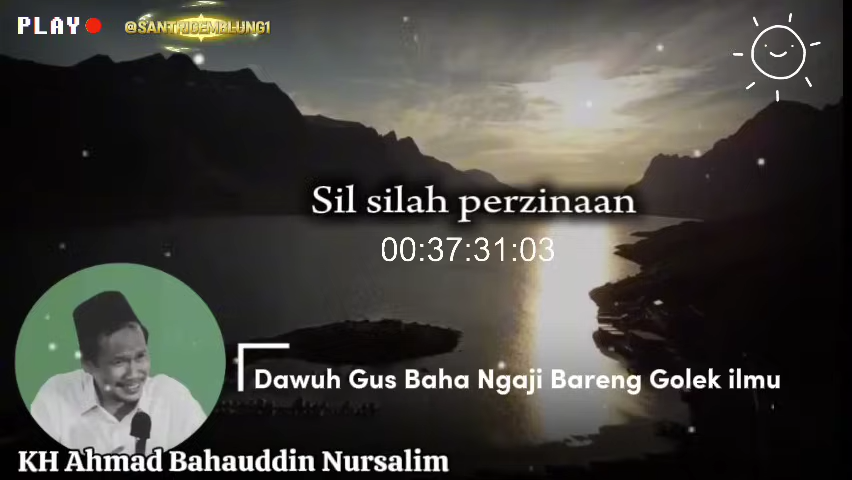 PLAY
@SANTRIGEMBLUNG1
Sil silah perzinaan
00:37:31:03
Dawuh Gus Baha Ngaji Bareng Golek ilmu
KH Ahmad Bahauddin Nursalim